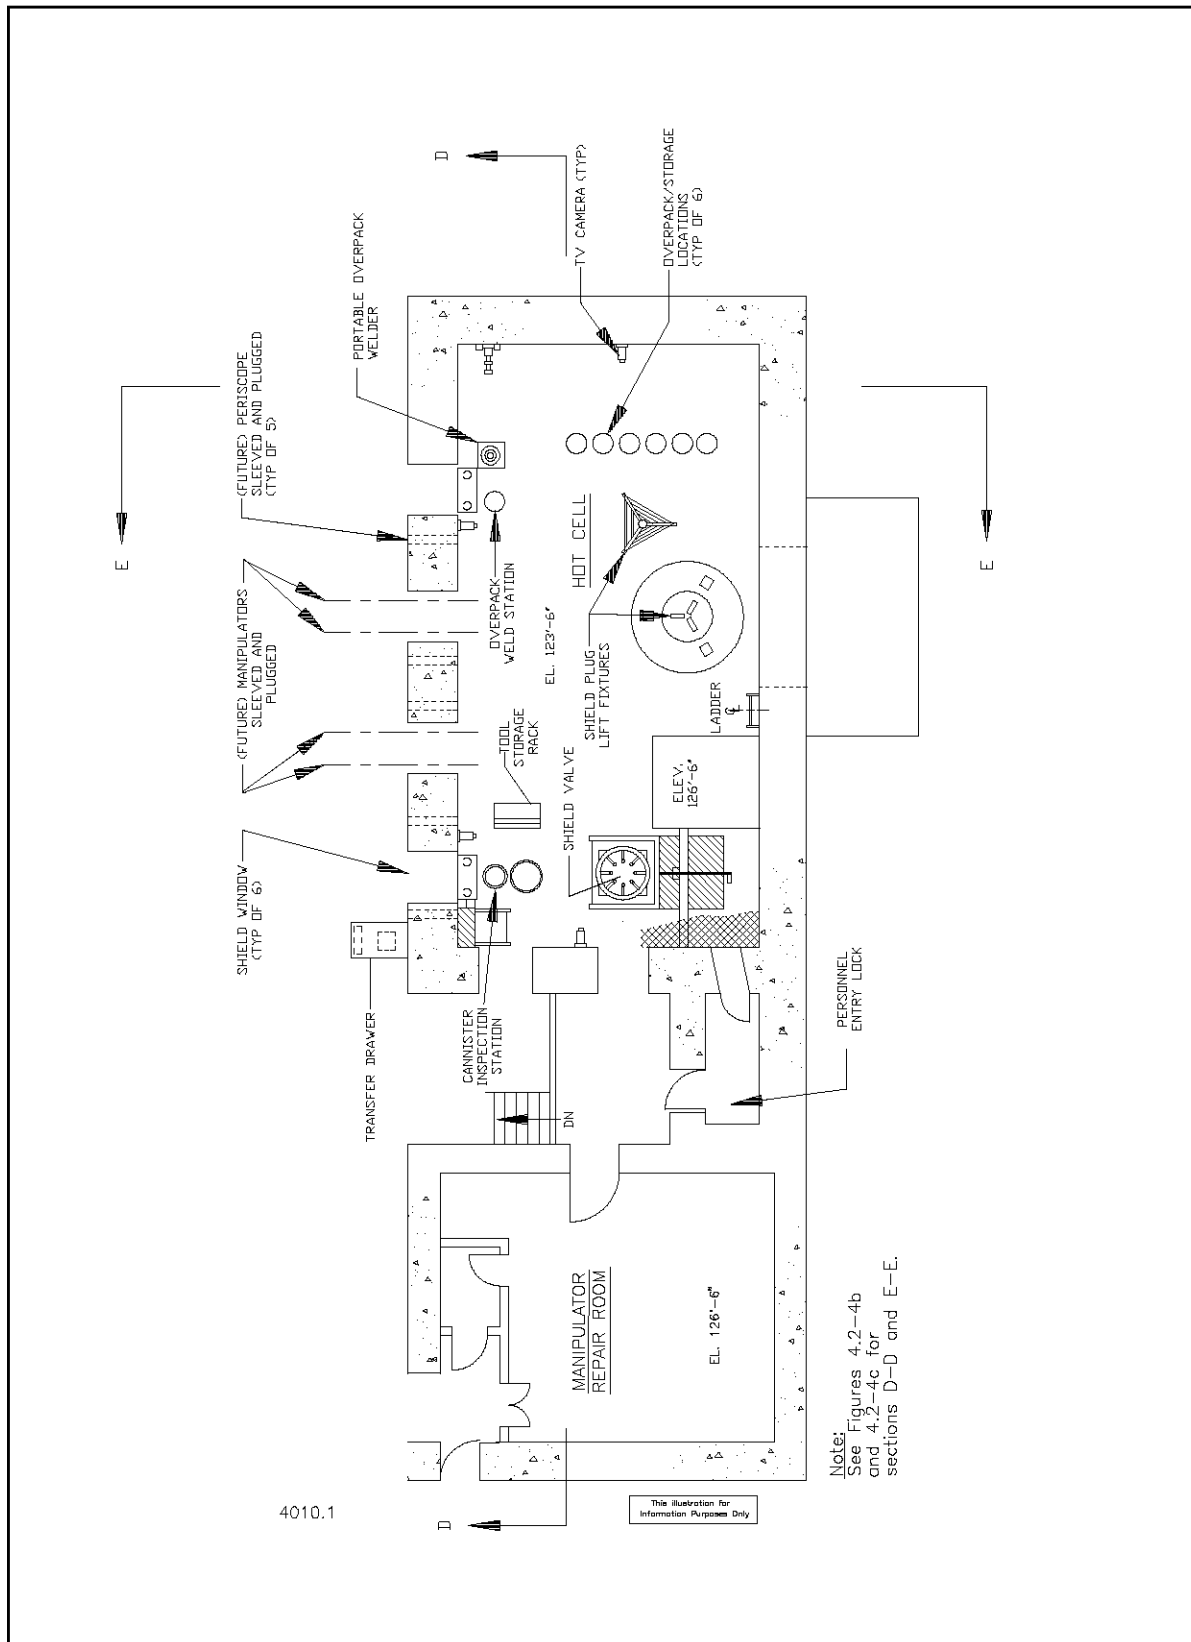 E
(FUTURE) PERISCOPE
SLEEVED AND PLUGGED
(TYP OF 5)
(FUTURE) MANIPULATORS
SLEEVED AND
PLUGGED
SHIELD WINDOW
(TYP OF 6)
TRANSFER DRAWER
D
PORTABLE OVERPACK
WELDER
TV CAMERA (TYP)
OVERPACK/STORAGE
LOCATIONS
(TYP OF 6)
OVERPACK
WELD STATION
HOT CELL
EL. 123'-6"
SHIELD PLUG
LIFT FIXTURES
TOOL
STORAGE
RACK
SHIELD VALVE
LADDER
CL
ELEV.
126'-6"
CANNISTER
INSPECTION
STATION
DN
PERSONNEL
ENTRY LOCK
MANIPULATOR
REPAIR ROOM
EL. 126'-6"
E
D
Note:
See Figures 4.2-4b
and 4.2-4c for
sections D-D and E-E.
4010.1
This illustration for
Information Purposes Only